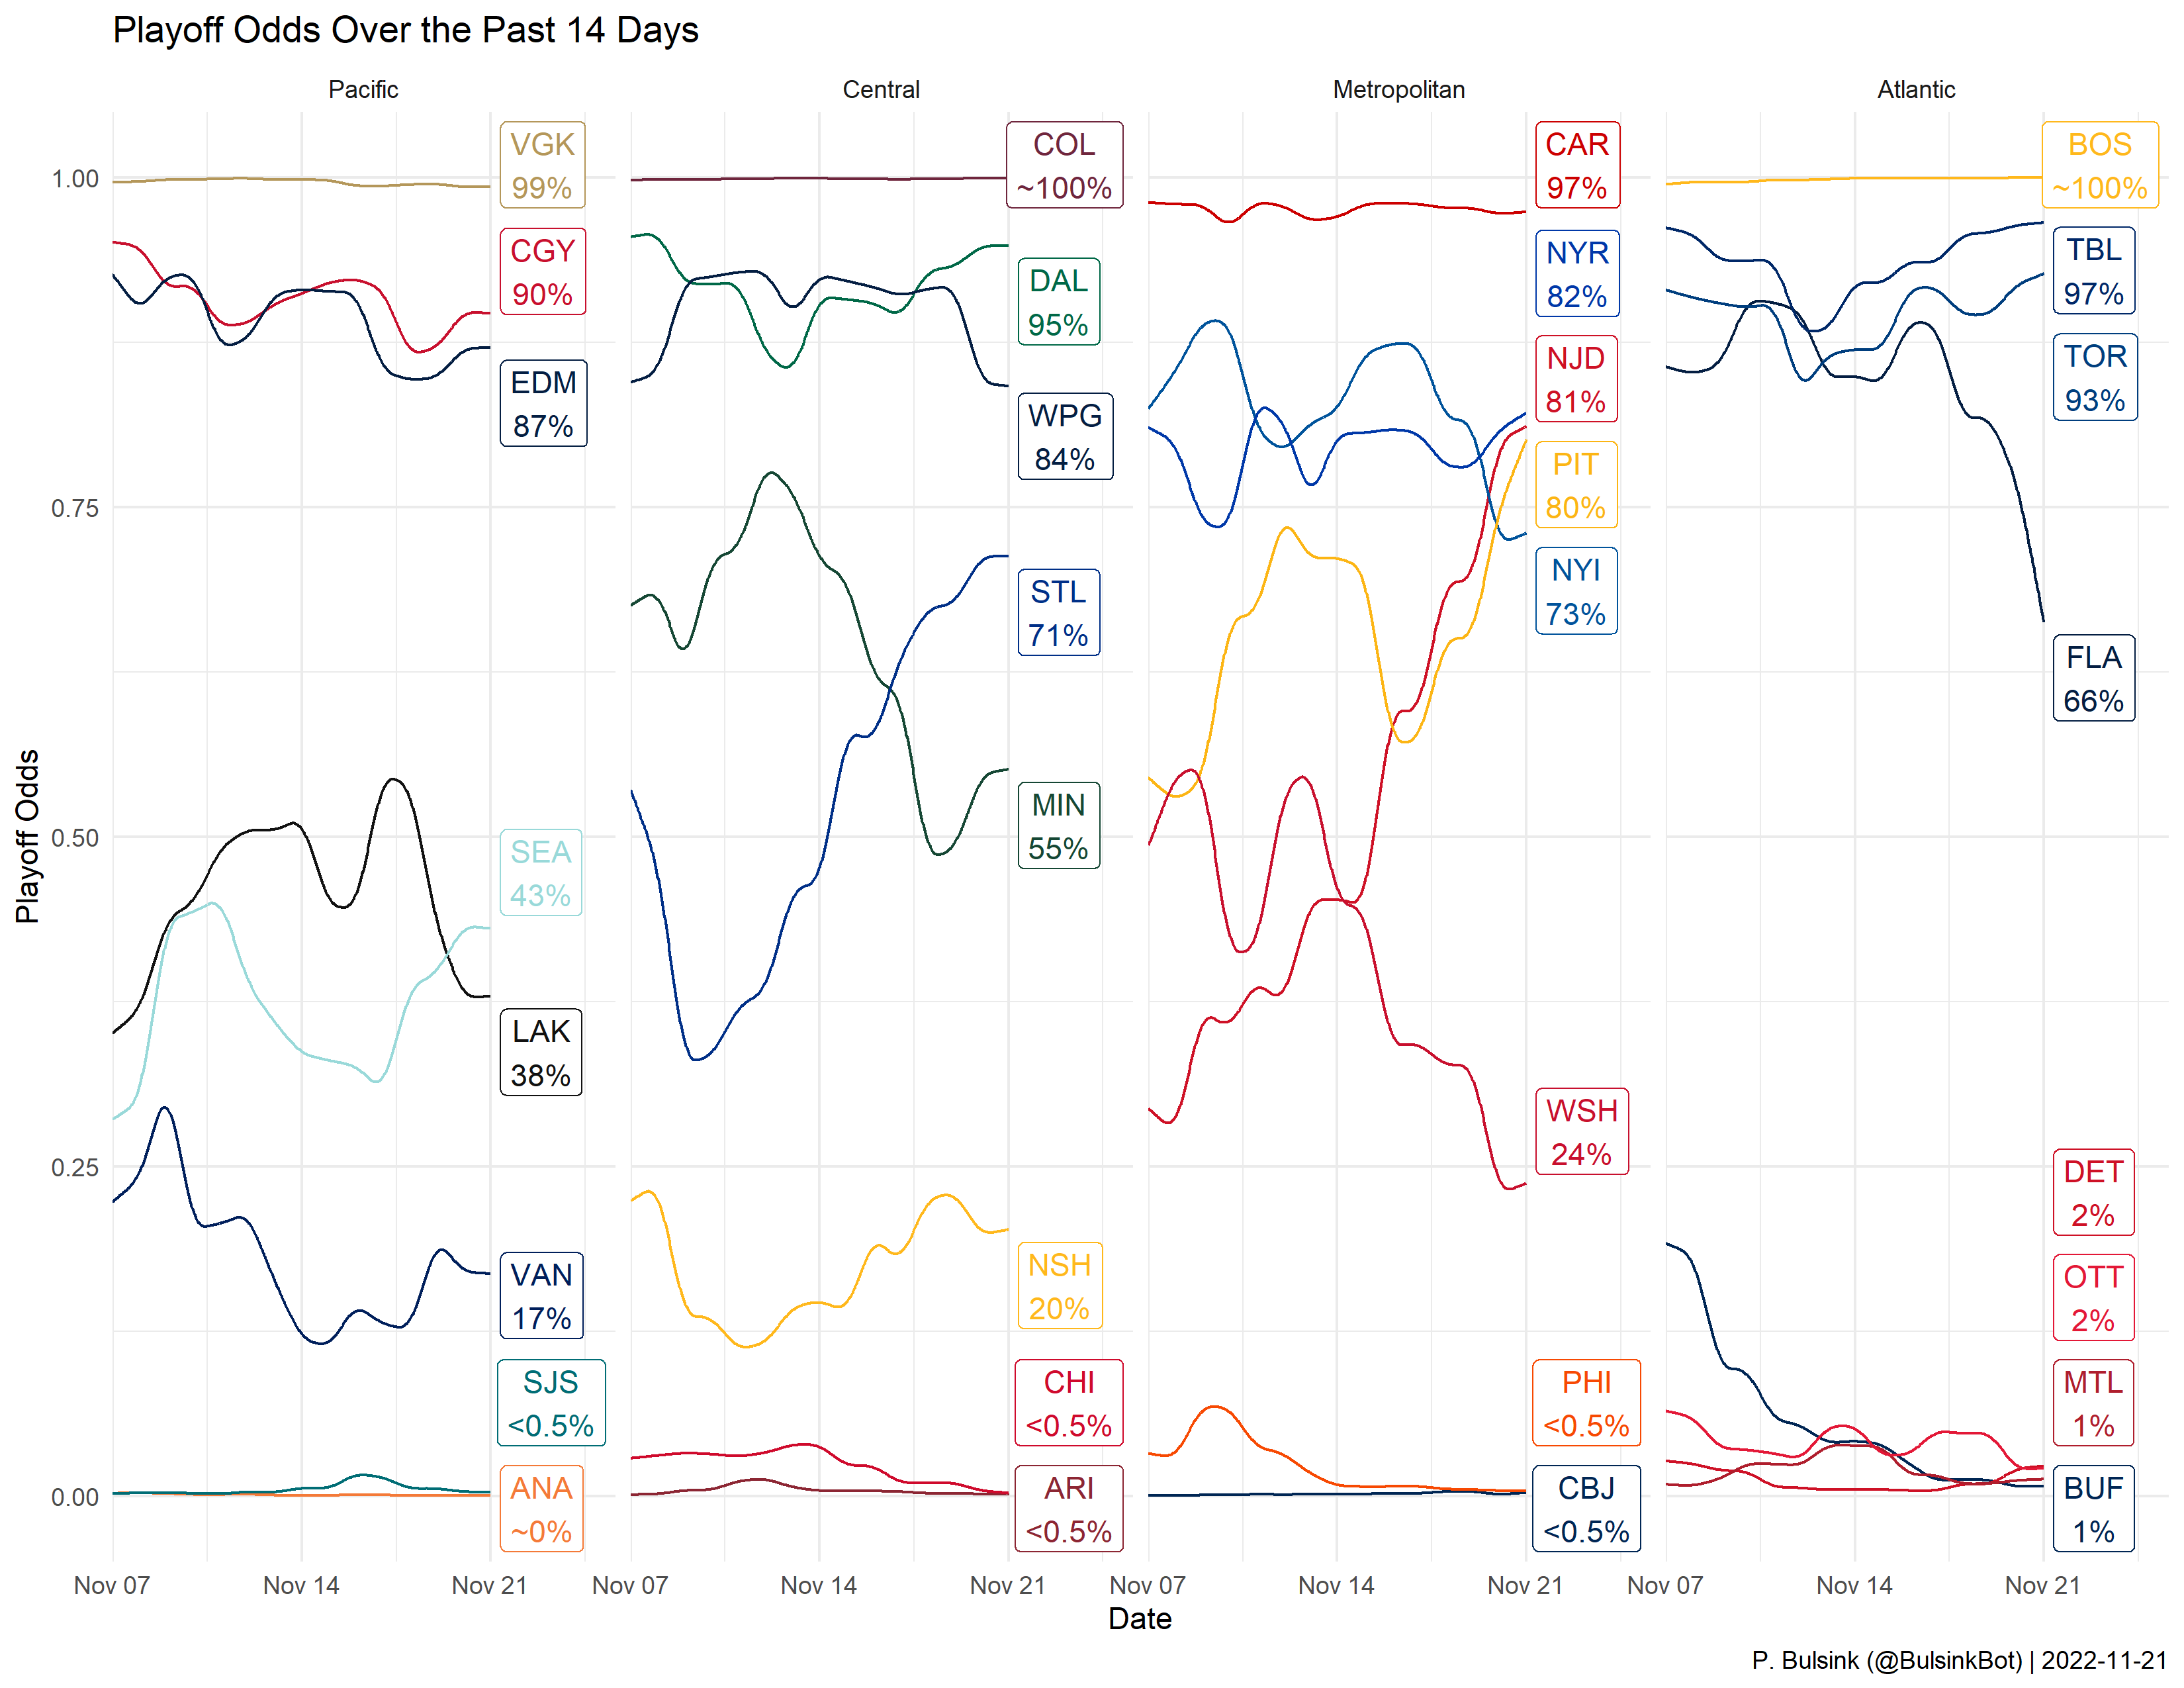 Playoff Odds Over the Past 14 Days
Pacific
Central
Metropolitan
Atlantic
Playoff Odds
1.00
0.75
0.50
0.25
0.00
VGK
99%
CGY
90%
EDM
87%
SEA
43%
LAK
38%
VAN
17%
SJS
<0.5%
ANA
~0%
COL
~100%
DAL
95%
WPG
84%
STL
71%
MIN
55%
NSH
20%
CHI
<0.5%
ARI
<0.5%
CAR
97%
NYR
82%
NJD
81%
PIT
80%
NYI
73%
WSH
24%
PHI
<0.5%
CBJ
<0.5%
BOS
~100%
TBL
97%
TOR
93%
FLA
66%
DET
2%
OTT
2%
MTL
1%
BUF
1%
Nov 07
Nov 14
Nov 21
Nov 07
Nov 14
Nov 21
Nov 07
Nov 14
Nov 21
Nov 07
Nov 14
Nov 21
Date
P. Bulsink (@BulsinkBot) | 2022-11-21